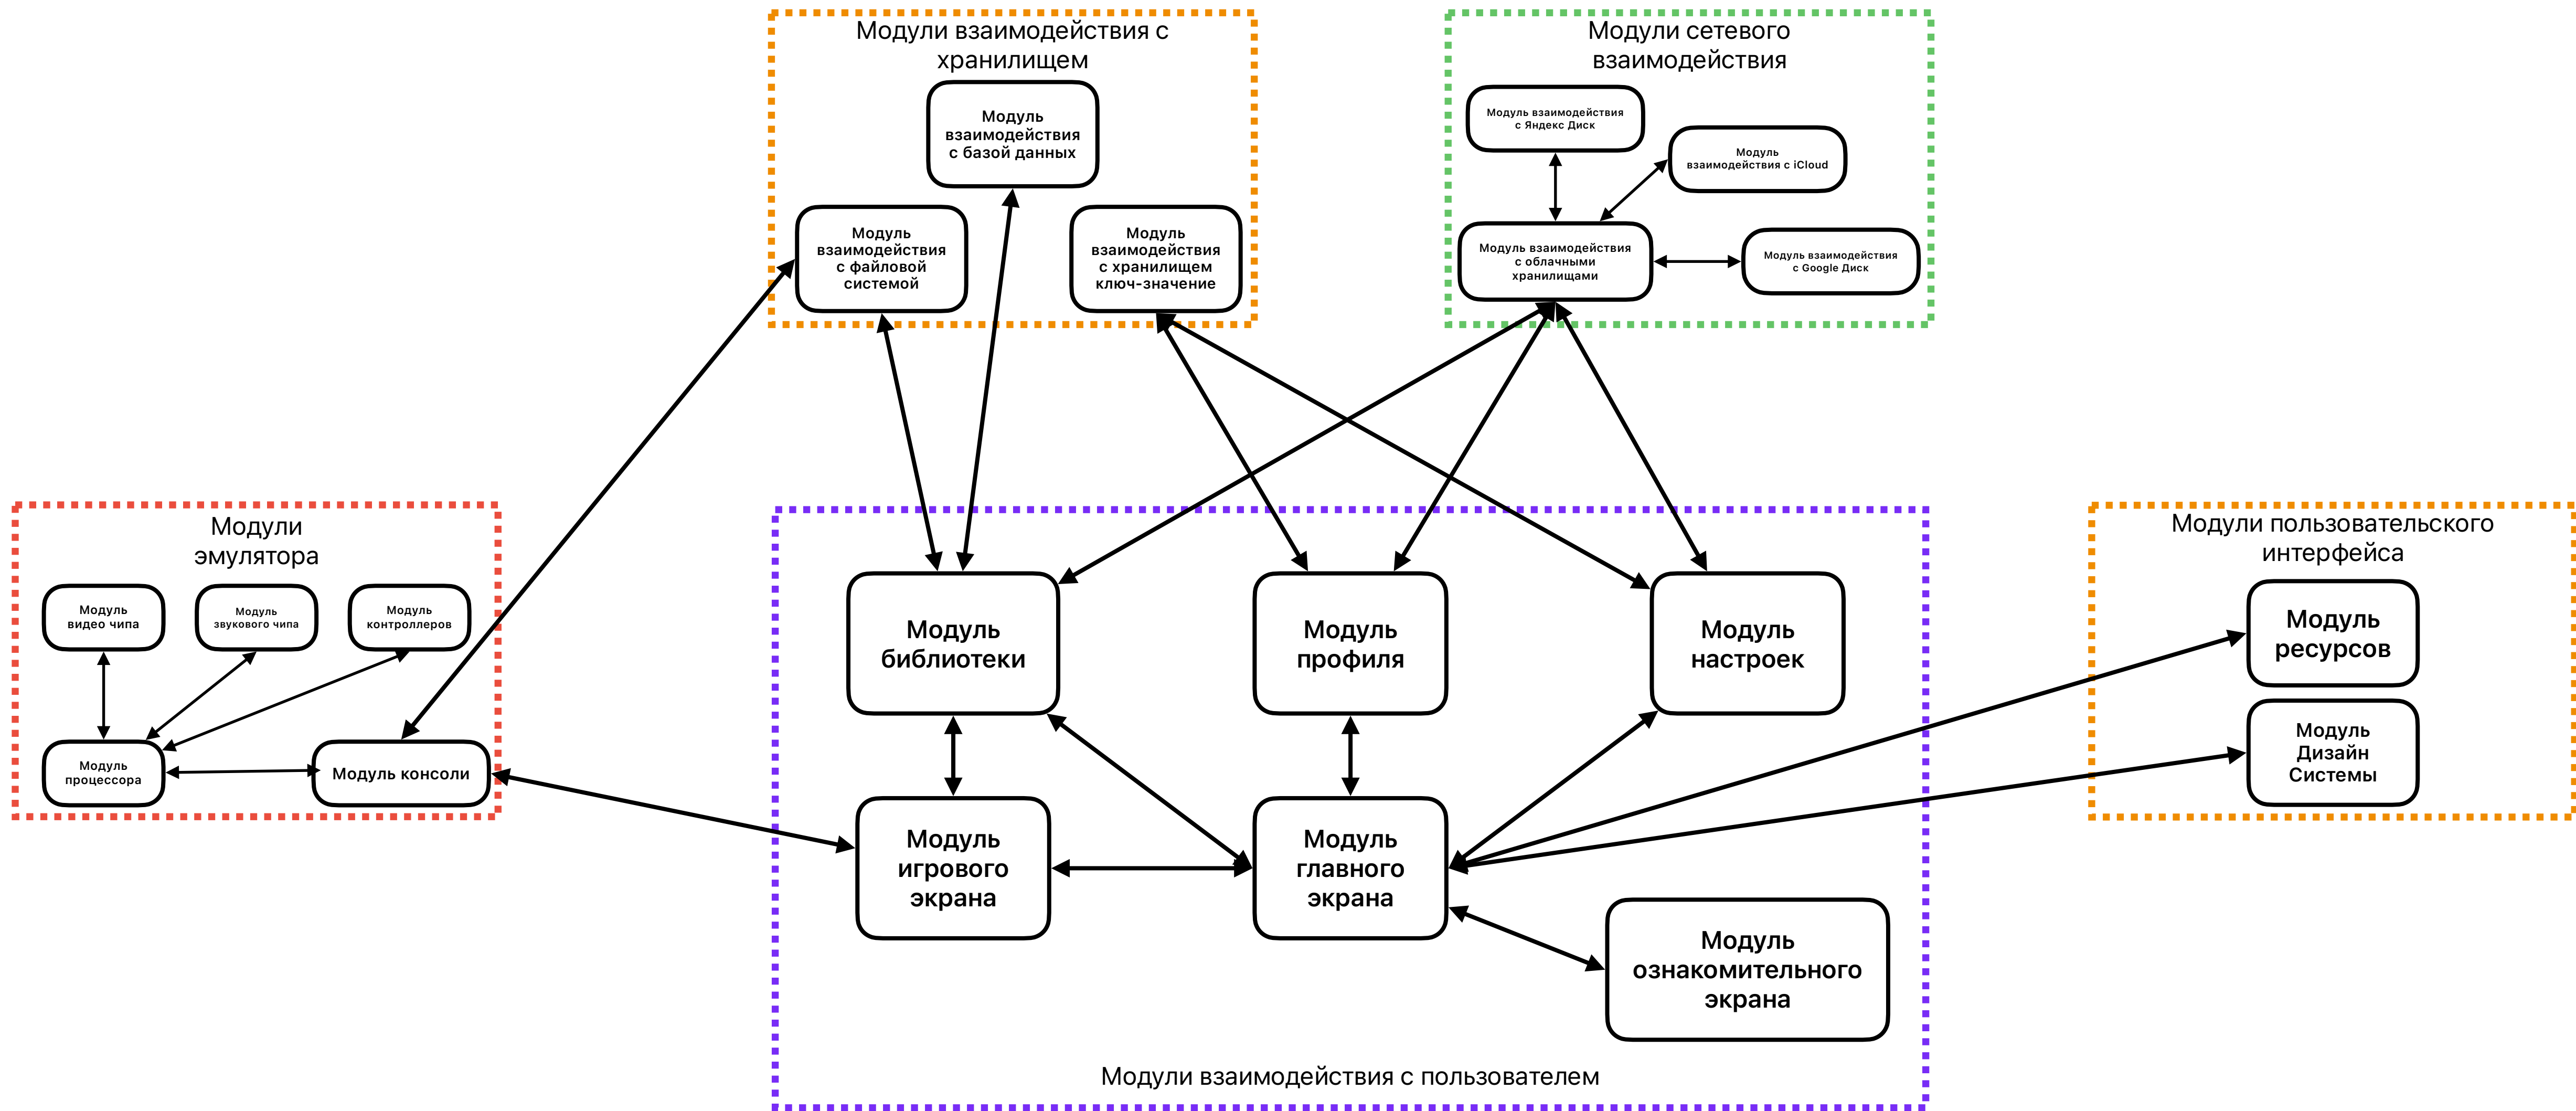 Модули взаимодействия с
хранилищем
Модуль
взаимодействия
с базой данных
Модуль
взаимодействия
с файловой
системой
Модуль
взаимодействия
с хранилищем
ключ-значение
Модули сетевого
взаимодействия
Модуль взаимодействия
с Яндекс Диск
Модуль
взаимодействия с iCloud
Модуль взаимодействия
с облачными
хранилищами
Модуль взаимодействия
с Google Диск
Модули
эмулятора
Модуль
видео чипа
Модуль
звукового чипа
Модуль
контроллеров
Модуль
процессора
Модуль консоли
Модуль
библиотеки
Модуль
профиля
Модуль
настроек
Модуль
игрового
экрана
Модуль
главного
экрана
Модуль
ознакомительного
экрана
Модули взаимодействия с пользователем
Модули пользовательского
интерфейса
Модуль
ресурсов
Модуль
Дизайн
Системы